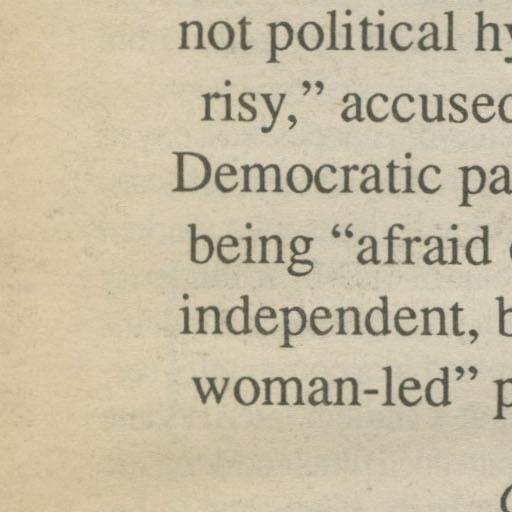 not political hy
risy,” accused
Democratic pa
being “afraid
independent, b
woman-led” p